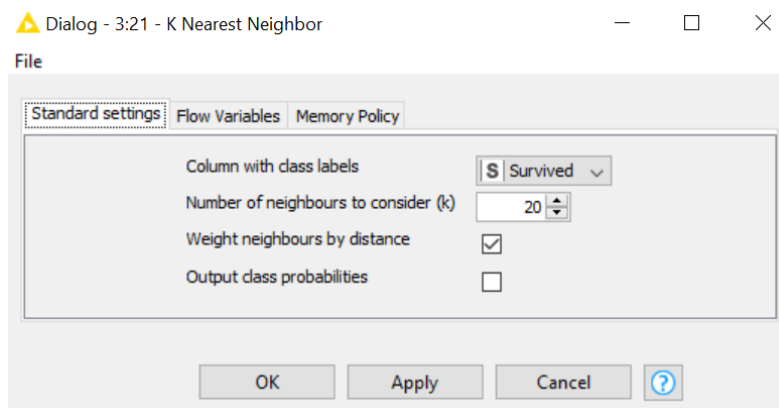 Dialog - 3:21 - K Nearest Neighbor
File
Standard settings Flow Variables Memory Policy
Column with class labels S Survived
Number of neighbours to consider (k) 20
Weight neighbours by distance
Output class probabilities
OK Apply Cancel ?